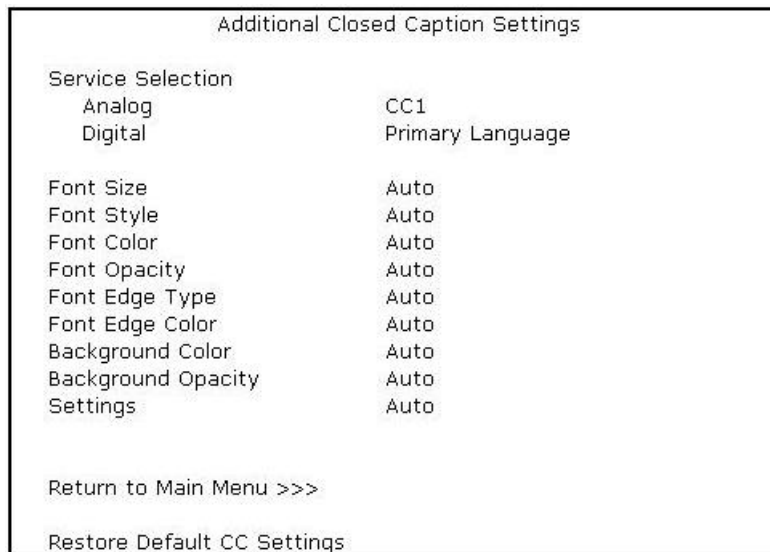 Additional Closed Caption Settings
Service Selection
Analog CC1
Digital Primary Language
Font Size Auto
Font Style Auto
Font Color Auto
Font Opacity Auto
Font Edge Type Auto
Font Edge Color Auto
Background Color Auto
Background Opacity Auto
Settings Auto
Return to Main Menu >>>
Restore Default CC Settings